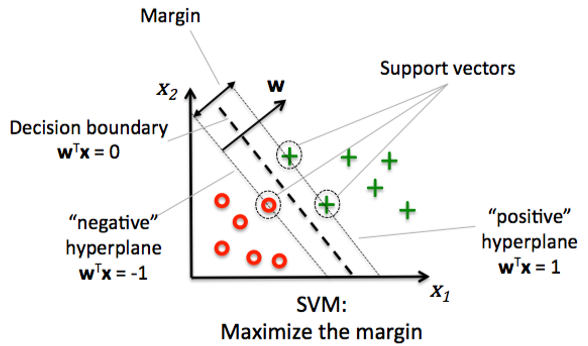 Margin
Support vectors
w
x₂
Decision boundary
wᵀx = 0
“negative”
hyperplane
wᵀx = -1
“positive”
hyperplane
wᵀx = 1
x₁
SVM:
Maximize the margin